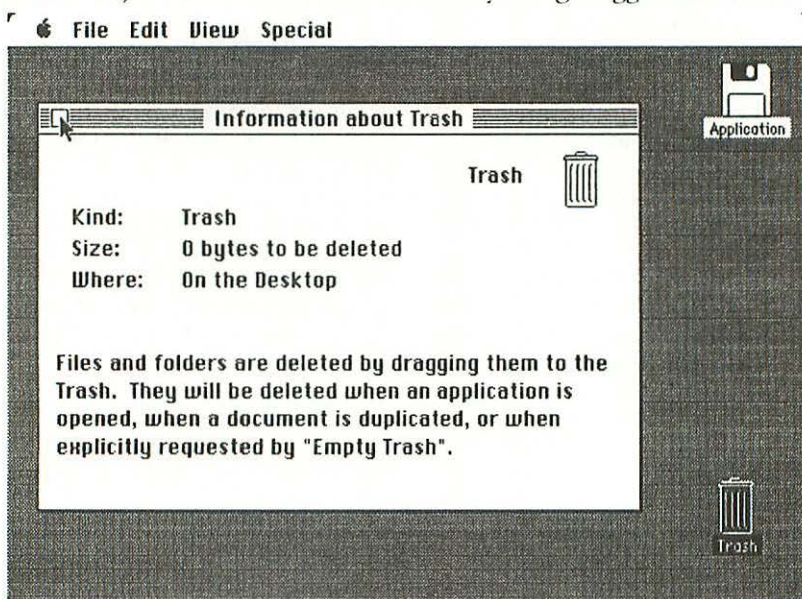 File Edit View Special
Information about Trash
Application
Trash
Kind: Trash
Size: 0 bytes to be deleted
Where: On the Desktop
Files and folders are deleted by dragging them to the
Trash. They will be deleted when an application is
opened, when a document is duplicated, or when
explicitly requested by "Empty Trash".
Trash